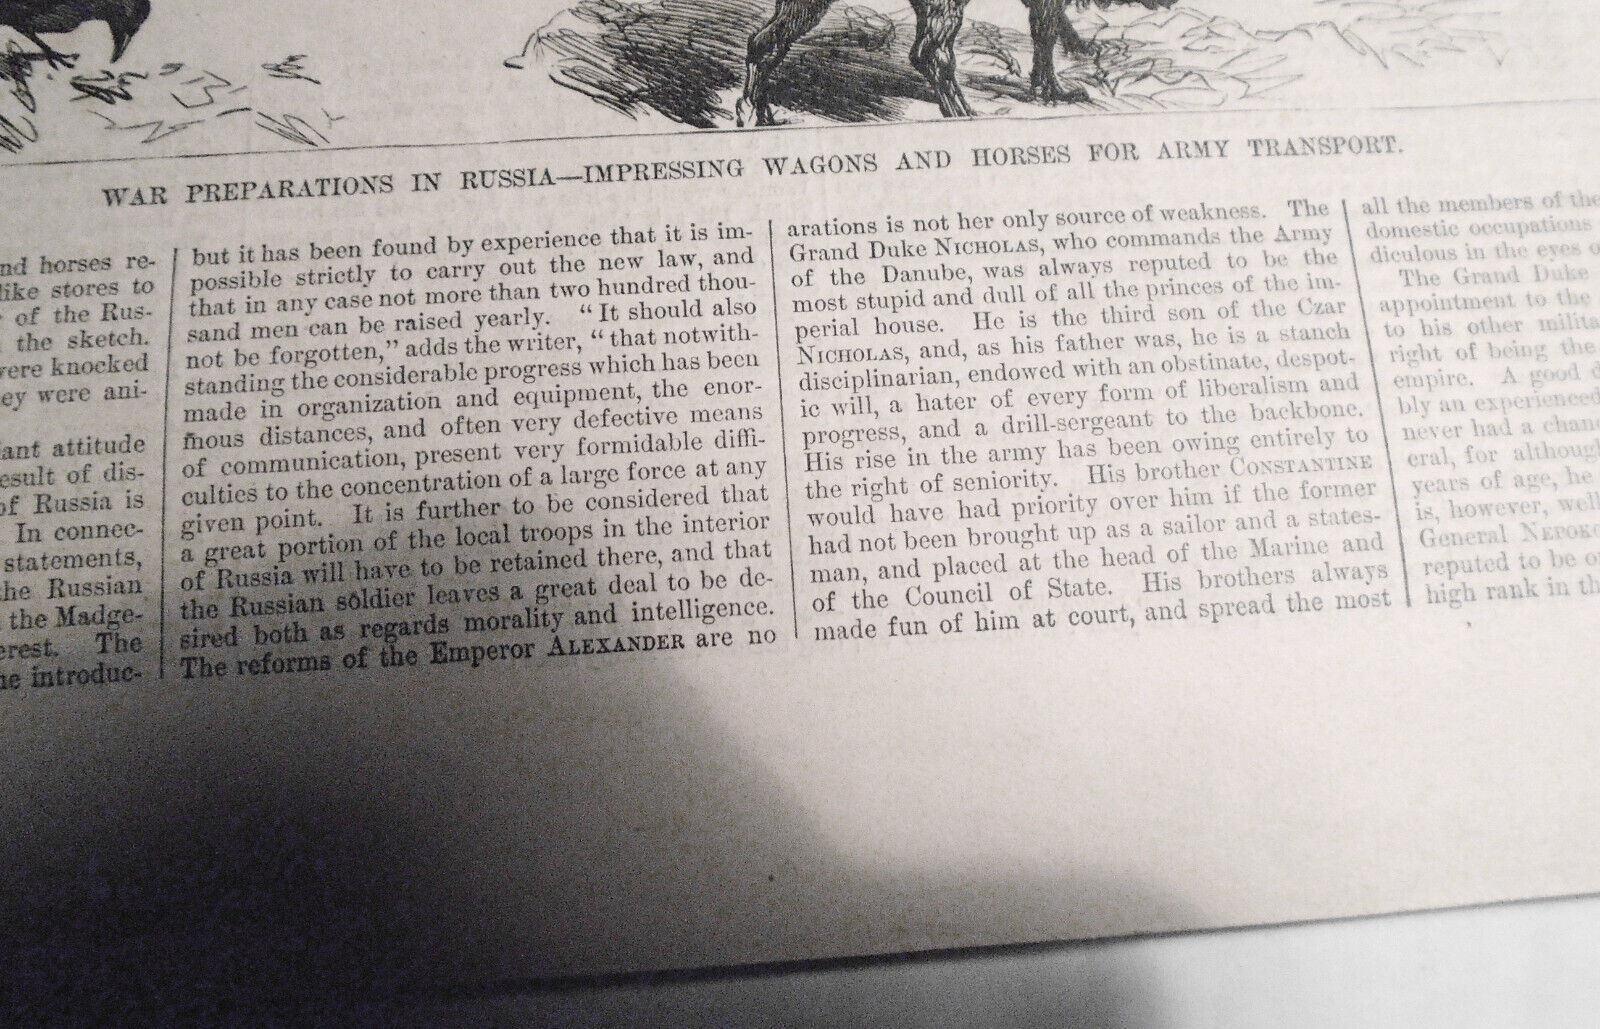 WAR PREPARATIONS IN RUSSIA—IMPRESSING WAGONS AND HORSES FOR ARMY TRANSPORT.
nd horses re-
like stores to
of the Rus-
the sketch.
were knocked
ey were ani-
ant attitude
esult of dis-
of Russia is
In connec-
statements,
he Russian
the Madge-
erest. The
he introduc-
but it has been found by experience that it is im-
possible strictly to carry out the new law, and
that in any case not more than two hundred thou-
sand men can be raised yearly. "It should also
not be forgotten," adds the writer, "that notwith-
standing the considerable progress which has been
made in organization and equipment, the enor-
mous distances, and often very defective means
of communication, present very formidable diffi-
culties to the concentration of a large force at any
given point. It is further to be considered that
a great portion of the local troops in the interior
of Russia will have to be retained there, and that
the Russian soldier leaves a great deal to be de-
sired both as regards morality and intelligence.
The reforms of the Emperor ALEXANDER are no
arations is not her only source of weakness. The
Grand Duke NICHOLAS, who commands the Army
of the Danube, was always reputed to be the
most stupid and dull of all the princes of the im-
perial house. He is the third son of the Czar
NICHOLAS, and, as his father was, he is a stanch
disciplinarian, endowed with an obstinate, despot-
ic will, a hater of every form of liberalism and
progress, and a drill-sergeant to the backbone.
His rise in the army has been owing entirely to
the right of seniority. His brother CONSTANTINE
would have had priority over him if the former
had not been brought up as a sailor and a states-
man, and placed at the head of the Marine and
of the Council of State. His brothers always
made fun of him at court, and spread the most
all the members of the
domestic occupations
diculous in the eyes o
The Grand Duke
appointment to the
to his other milita
right of being the
empire. A good d
bly an experienced
never had a chanc
eral, for although
years of age, he
is, however, well
General NEPOKO
reputed to be o
high rank in th